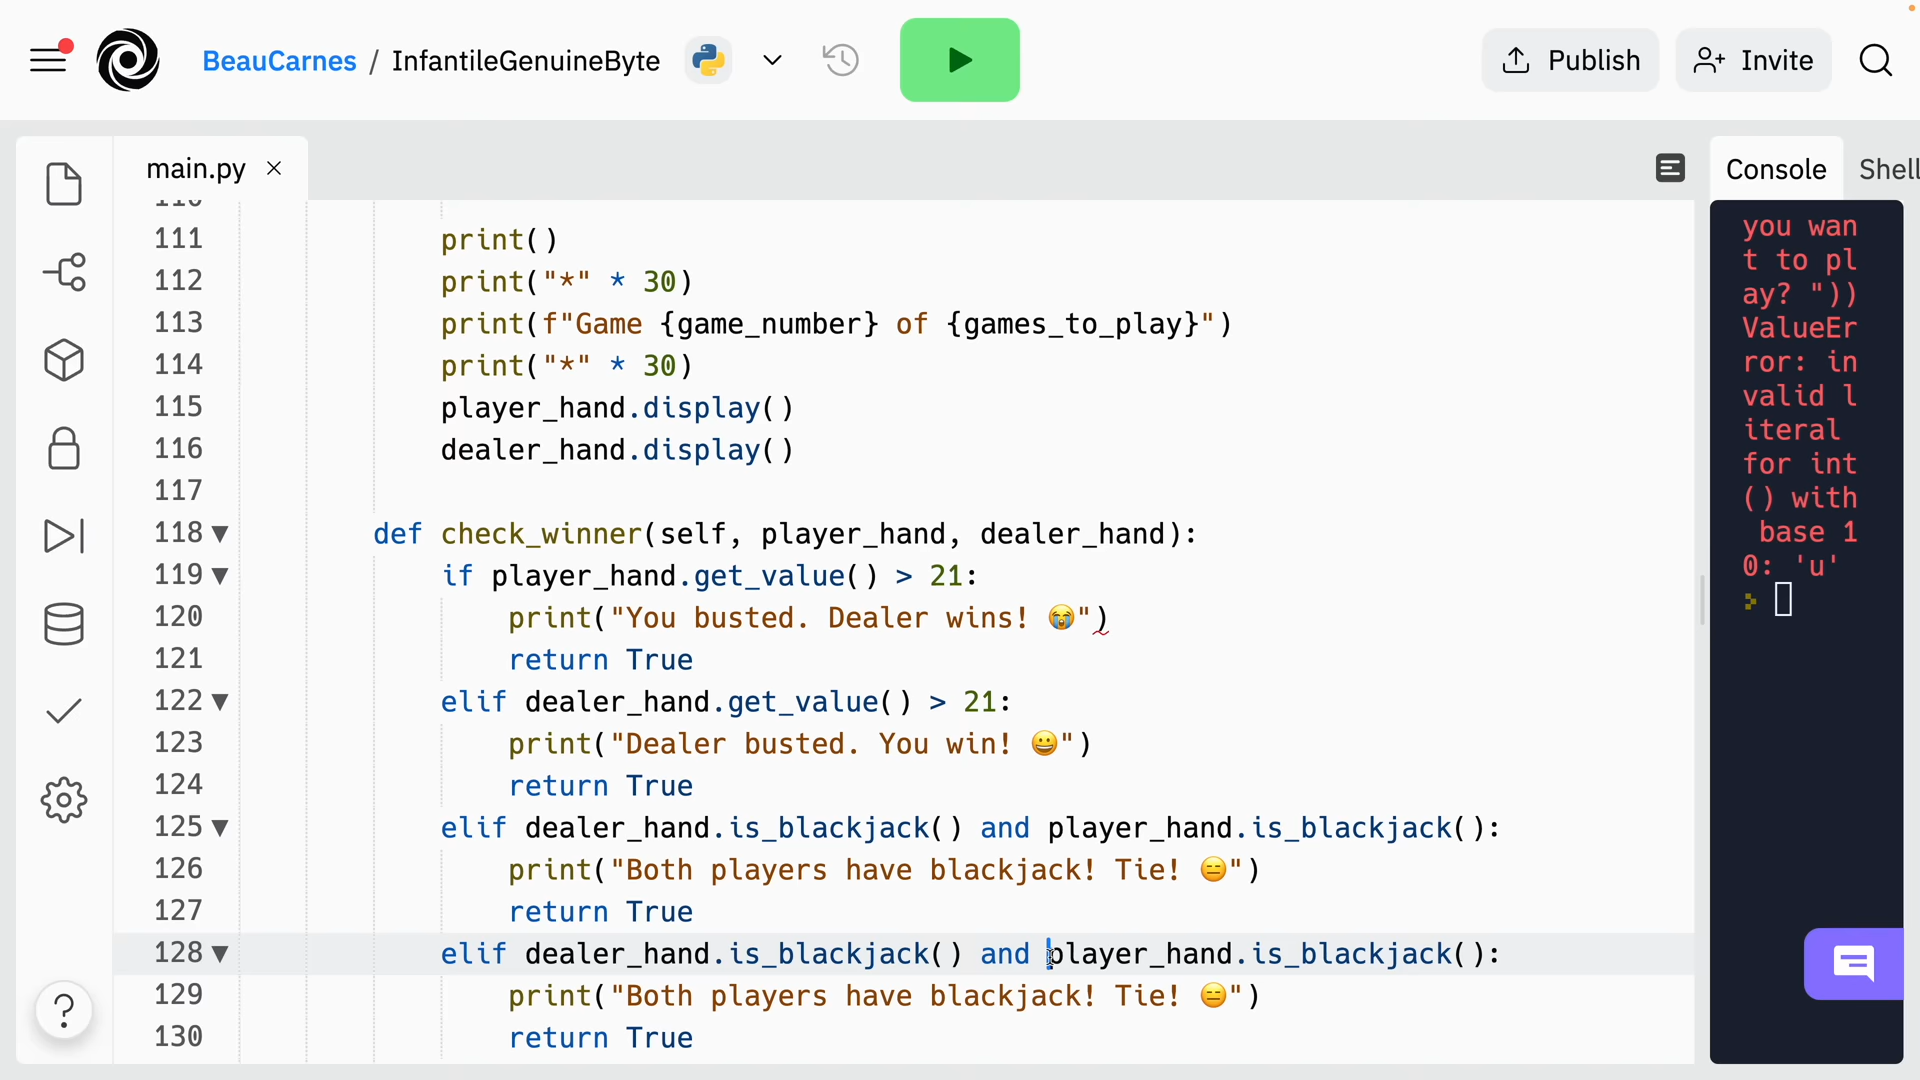 BeauCarnes / InfantileGenuineByte
Publish
Invite
main.py
Console
Shell
110
111 print()
112 print("*" * 30)
113 print(f"Game {game_number} of {games_to_play}")
114 print("*" * 30)
115 player_hand.display()
116 dealer_hand.display()
117
118 def check_winner(self, player_hand, dealer_hand):
119 if player_hand.get_value() > 21:
120 print("You busted. Dealer wins! 😭")
121 return True
122 elif dealer_hand.get_value() > 21:
123 print("Dealer busted. You win! 😀")
124 return True
125 elif dealer_hand.is_blackjack() and player_hand.is_blackjack():
126 print("Both players have blackjack! Tie! 😑")
127 return True
128 elif dealer_hand.is_blackjack() and player_hand.is_blackjack():
129 print("Both players have blackjack! Tie! 😑")
130 return True
you wan
t to pl
ay? "))
ValueEr
ror: in
valid l
iteral
for int
() with
base 1
0: 'u'
?